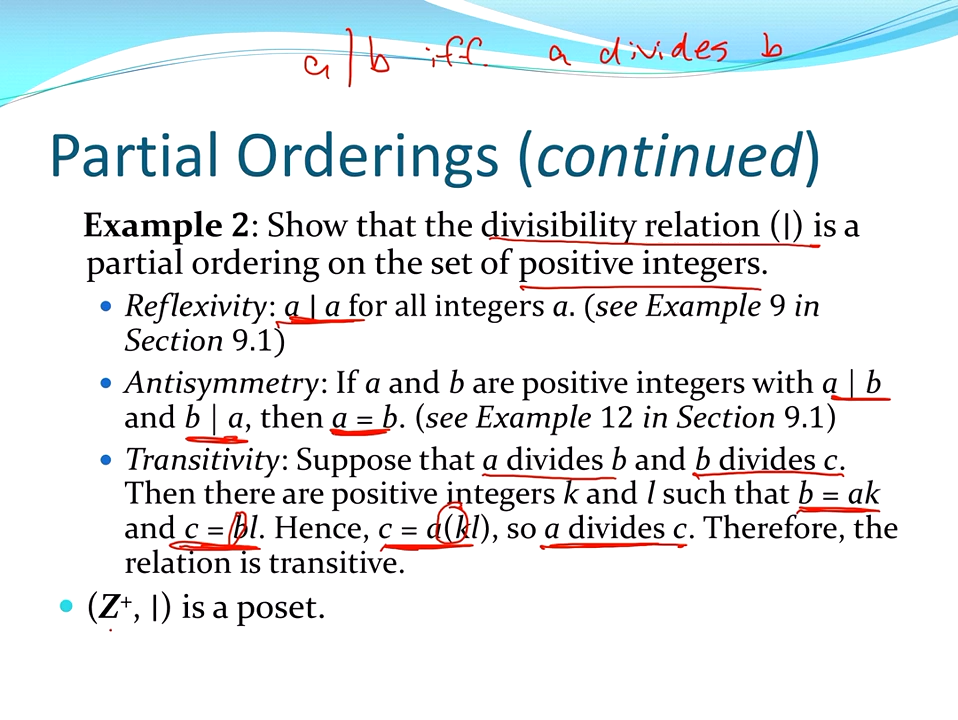 a | b iff. a divides b
Partial Orderings (continued)
Example 2: Show that the divisibility relation (∣) is a
partial ordering on the set of positive integers.
• Reflexivity: a ∣ a for all integers a. (see Example 9 in
Section 9.1)
• Antisymmetry: If a and b are positive integers with a | b
and b | a, then a = b. (see Example 12 in Section 9.1)
• Transitivity: Suppose that a divides b and b divides c.
Then there are positive integers k and l such that b = ak
and c = bl. Hence, c = a(kl), so a divides c. Therefore, the
relation is transitive.
• (Z⁺, ∣) is a poset.